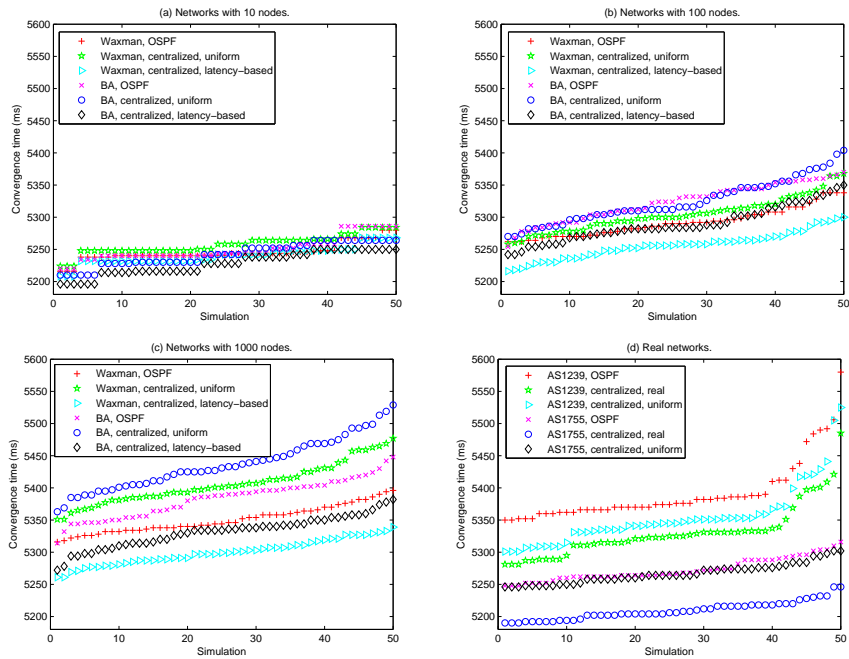 (a) Networks with 10 nodes.
5600
5550
5500
5450
5400
5350
5300
5250
5200
Convergence time (ms)
Waxman, OSPF
Waxman, centralized, uniform
Waxman, centralized, latency−based
BA, OSPF
BA, centralized, uniform
BA, centralized, latency−based
0 10 20 30 40 50
Simulation
(b) Networks with 100 nodes.
5600
5550
5500
5450
5400
5350
5300
5250
5200
Convergence time (ms)
Waxman, OSPF
Waxman, centralized, uniform
Waxman, centralized, latency−based
BA, OSPF
BA, centralized, uniform
BA, centralized, latency−based
0 10 20 30 40 50
Simulation
(c) Networks with 1000 nodes.
5600
5550
5500
5450
5400
5350
5300
5250
5200
Convergence time (ms)
Waxman, OSPF
Waxman, centralized, uniform
Waxman, centralized, latency−based
BA, OSPF
BA, centralized, uniform
BA, centralized, latency−based
0 10 20 30 40 50
Simulation
(d) Real networks.
5600
5550
5500
5450
5400
5350
5300
5250
5200
Convergence time (ms)
AS1239, OSPF
AS1239, centralized, real
AS1239, centralized, uniform
AS1755, OSPF
AS1755, centralized, real
AS1755, centralized, uniform
0 10 20 30 40 50
Simulation